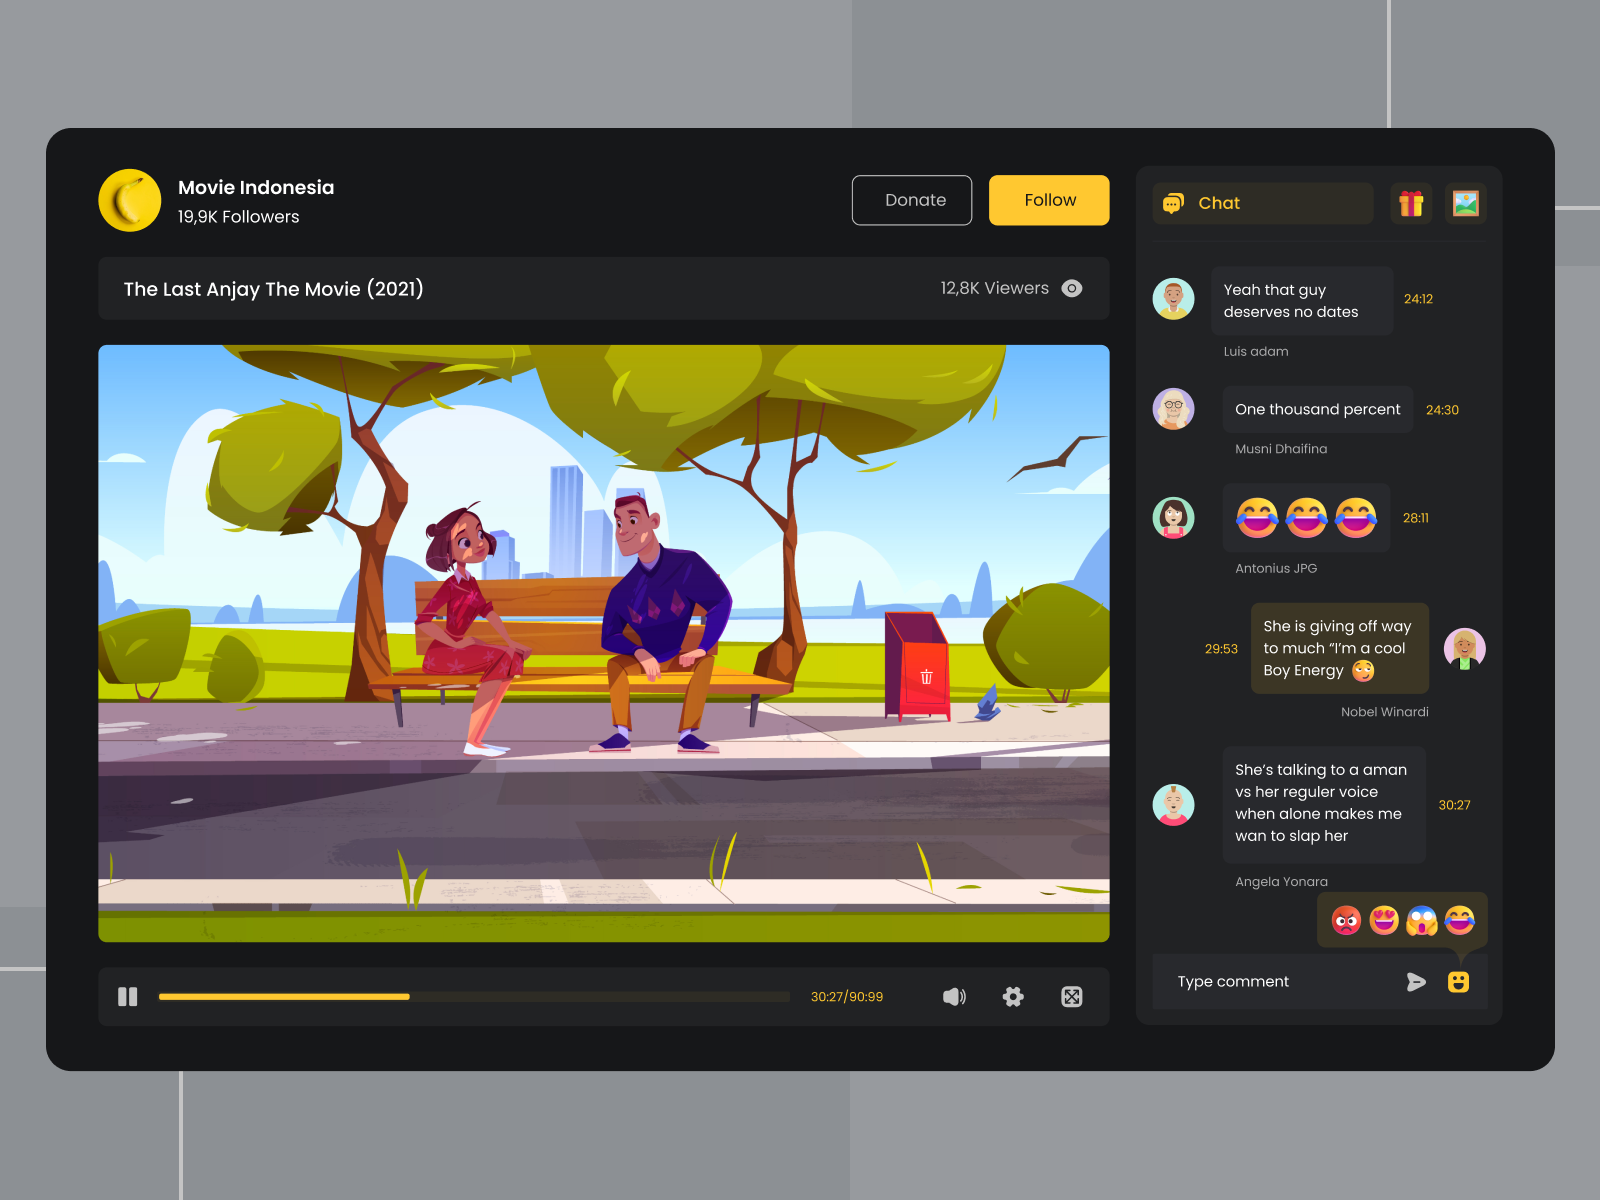 Movie Indonesia
19,9K Followers
Donate
Follow
The Last Anjay The Movie (2021)
12,8K Viewers
30:27/90:99
Chat
Yeah that guy
deserves no dates
24:12
Luis adam
One thousand percent
24:30
Musni Dhaifina
28:11
Antonius JPG
29:53
She is giving off way
to much “I’m a cool
Boy Energy
Nobel Winardi
She’s talking to a aman
vs her reguler voice
when alone makes me
wan to slap her
30:27
Angela Yonara
Type comment